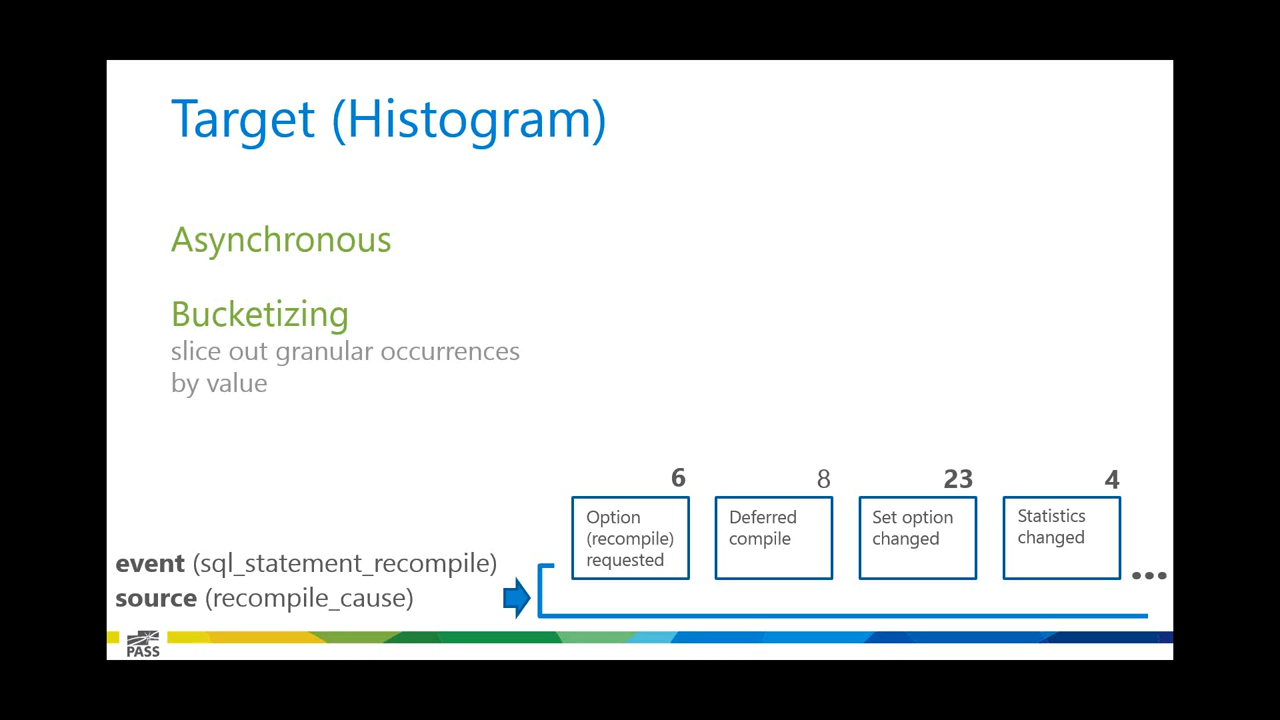 Target (Histogram)
Asynchronous
Bucketizing
slice out granular occurrences
by value
6
8
23
4
Option
(recompile)
requested
Deferred
compile
Set option
changed
Statistics
changed
...
event (sql_statement_recompile)
source (recompile_cause)
PASS